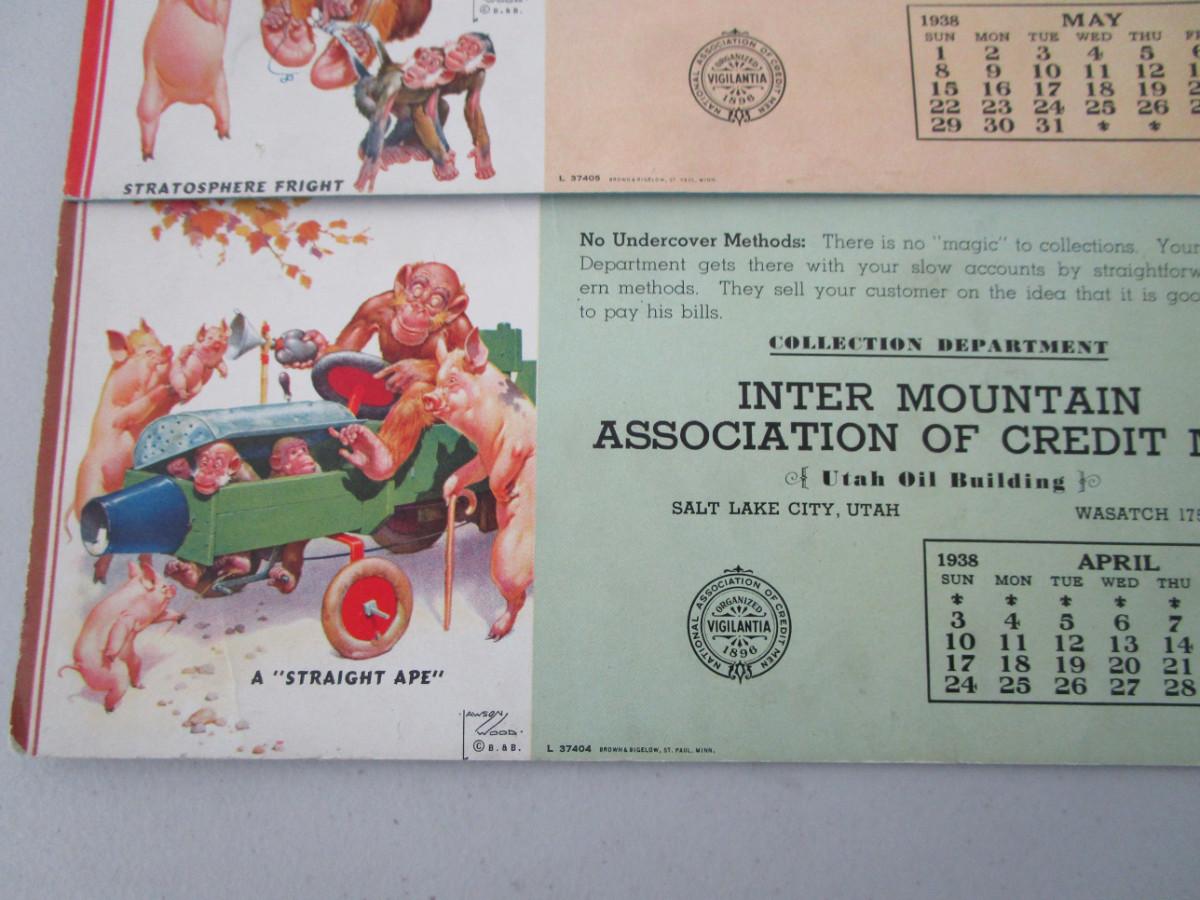 WOOD
© B. & B.
STRATOSPHERE FRIGHT
NATIONAL ASSOCIATION OF CREDIT MEN
ORGANIZED
VIGILANTIA
1896
L 37405 BROWN & BIGELOW, ST. PAUL, MINN.
1938 MAY
SUN MON TUE WED THU
1 2 3 4 5
8 9 10 11 12
15 16 17 18 19
22 23 24 25 26
29 30 31 * *
No Undercover Methods: There is no "magic" to collections. Your
Department gets there with your slow accounts by straightforw
ern methods. They sell your customer on the idea that it is goo
to pay his bills.
COLLECTION DEPARTMENT
INTER MOUNTAIN
ASSOCIATION OF CREDIT
Utah Oil Building
SALT LAKE CITY, UTAH WASATCH 175
NATIONAL ASSOCIATION OF CREDIT MEN
ORGANIZED
VIGILANTIA
1896
1938 APRIL
SUN MON TUE WED THU
* * * * *
3 4 5 6 7
10 11 12 13 14
17 18 19 20 21
24 25 26 27 28
A "STRAIGHT APE"
LAWSON
WOOD.
© B. & B.
L 37404 BROWN & BIGELOW, ST. PAUL, MINN.